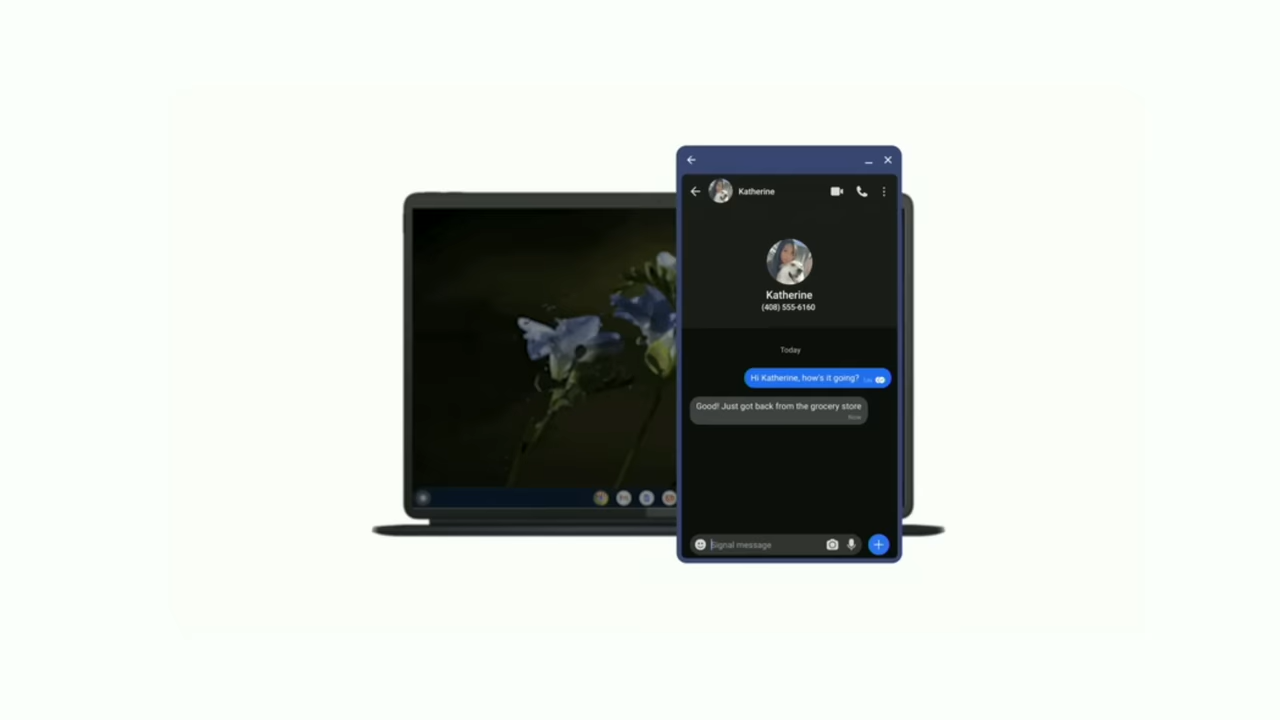 Katherine
Katherine
(408) 555-6160
Today
Hi Katherine, how's it going?
Good! Just got back from the grocery store
Now
Signal message